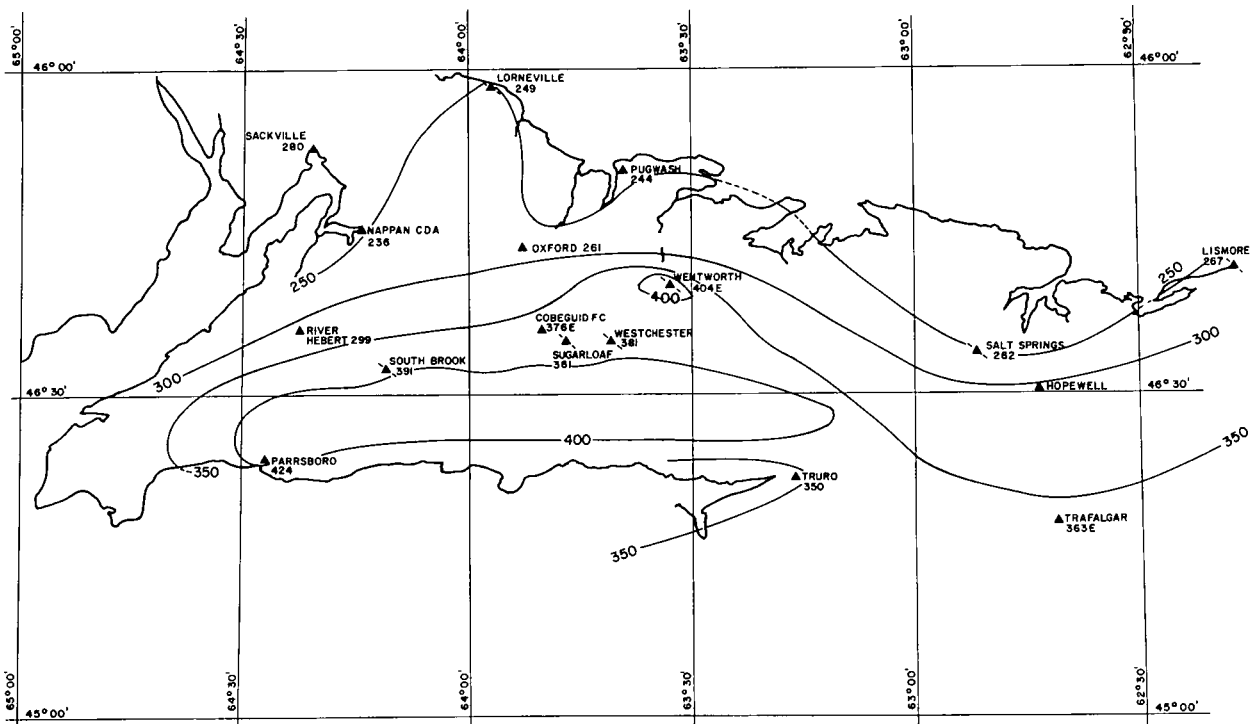 65°00'
64°30'
64°00'
63°30'
63°00'
62°30'
46°00'
46°00'
LORNEVILLE
249
SACKVILLE
280
PUGWASH
244
NAPPAN CDA
236
OXFORD 261
LISMORE
267
250
250
WENTWORTH
404E
400
COBEGUID FC
376E
WESTCHESTER
381
SUGARLOAF
361
RIVER
HEBERT 299
SOUTH BROOK
391
SALT SPRINGS
262
300
300
HOPEWELL
46°30'
46°30'
400
350
350
PARRSBORO
424
TRURO
350
TRAFALGAR
363E
350
65°00'
64°30'
64°00'
63°30'
63°00'
62°30'
45°00'
45°00'